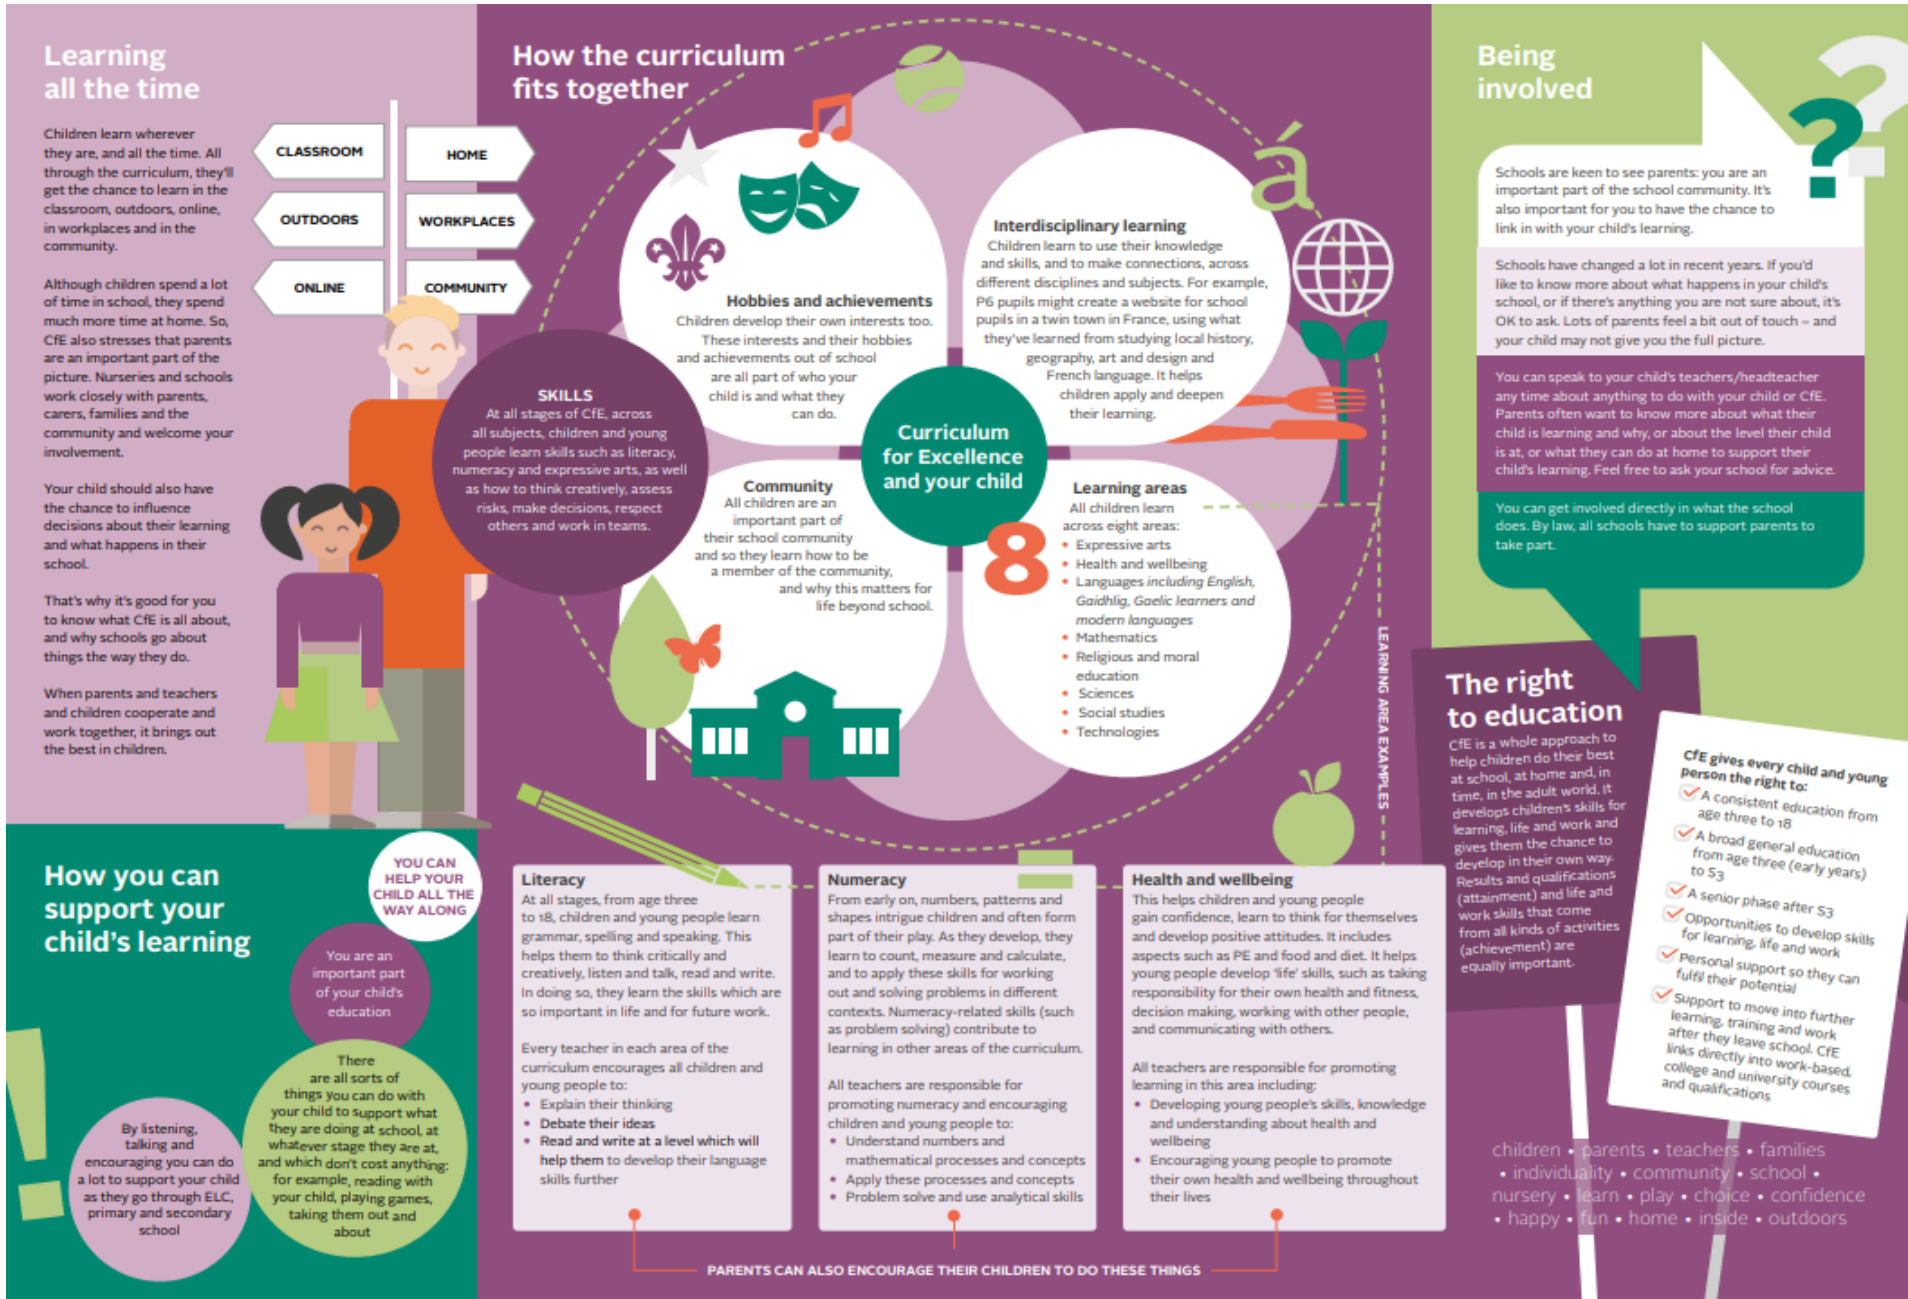 Learning
all the time
Children learn wherever
they are, and all the time. All
through the curriculum, they'll
get the chance to learn in the
classroom, outdoors, online,
in workplaces and in the
community.
Although children spend a lot
of time in school, they spend
much more time at home. So,
CfE also stresses that parents
are an important part of the
picture. Nurseries and schools
work closely with parents,
carers, families and the
community and welcome your
involvement.
Your child should also have
the chance to influence
decisions about their learning
and what happens in their
school.
That's why it's good for you
to know what CfE is all about,
and why schools go about
things the way they do.
When parents and teachers
and children cooperate and
work together, it brings out
the best in children.
CLASSROOM
HOME
OUTDOORS
WORKPLACES
ONLINE
COMMUNITY
How you can
support your
child's learning
YOU CAN
HELP YOUR
CHILD ALL THE
WAY ALONG
You are an
important part
of your child's
education
There
are all sorts of
things you can do with
your child to support what
they are doing at school, at
whatever stage they are at,
and which don't cost anything:
for example, reading with
your child, playing games,
taking them out and
about
By listening,
talking and
encouraging you can do
a lot to support your child
as they go through ELC,
primary and secondary
school
!
How the curriculum
fits together
SKILLS
At all stages of CfE, across
all subjects, children and young
people learn skills such as literacy,
numeracy and expressive arts, as well
as how to think creatively, assess
risks, make decisions, respect
others and work in teams.
Hobbies and achievements
Children develop their own interests too.
These interests and their hobbies
and achievements out of school
are all part of who your
child is and what they
can do.
á
Interdisciplinary learning
Children learn to use their knowledge
and skills, and to make connections, across
different disciplines and subjects. For example,
P6 pupils might create a website for school
pupils in a twin town in France, using what
they've learned from studying local history,
geography, art and design and
French language. It helps
children apply and deepen
their learning.
Curriculum
for Excellence
and your child
Community
All children are an
important part of
their school community
and so they learn how to be
a member of the community,
and why this matters for
life beyond school.
8
Learning areas
All children learn
across eight areas:
• Expressive arts
• Health and wellbeing
• Languages including English,
Gaidhlig, Gaelic learners and
modern languages
• Mathematics
• Religious and moral
education
• Sciences
• Social studies
• Technologies
LEARNING AREA EXAMPLES
Literacy
At all stages, from age three
to 18, children and young people learn
grammar, spelling and speaking. This
helps them to think critically and
creatively, listen and talk, read and write.
In doing so, they learn the skills which are
so important in life and for future work.
Every teacher in each area of the
curriculum encourages all children and
young people to:
• Explain their thinking
• Debate their ideas
• Read and write at a level which will
help them to develop their language
skills further
Numeracy
From early on, numbers, patterns and
shapes intrigue children and often form
part of their play. As they develop, they
learn to count, measure and calculate,
and to apply these skills for working
out and solving problems in different
contexts. Numeracy-related skills (such
as problem solving) contribute to
learning in other areas of the curriculum.
All teachers are responsible for
promoting numeracy and encouraging
children and young people to:
• Understand numbers and
mathematical processes and concepts
• Apply these processes and concepts
• Problem solve and use analytical skills
Health and wellbeing
This helps children and young people
gain confidence, learn to think for themselves
and develop positive attitudes. It includes
aspects such as PE and food and diet. It helps
young people develop 'life' skills, such as taking
responsibility for their own health and fitness,
decision making, working with other people,
and communicating with others.
All teachers are responsible for promoting
learning in this area including:
• Developing young people's skills, knowledge
and understanding about health and
wellbeing
• Encouraging young people to promote
their own health and wellbeing throughout
their lives
PARENTS CAN ALSO ENCOURAGE THEIR CHILDREN TO DO THESE THINGS
Being
involved
??
Schools are keen to see parents: you are an
important part of the school community. It's
also important for you to have the chance to
link in with your child's learning.
Schools have changed a lot in recent years. If you'd
like to know more about what happens in your child's
school, or if there's anything you are not sure about, it's
OK to ask. Lots of parents feel a bit out of touch – and
your child may not give you the full picture.
You can speak to your child's teachers/headteacher
any time about anything to do with your child or CfE.
Parents often want to know more about what their
child is learning and why, or about the level their child
is at, or what they can do at home to support their
child's learning. Feel free to ask your school for advice.
You can get involved directly in what the school
does. By law, all schools have to support parents to
take part.
The right
to education
CfE is a whole approach to
help children do their best
at school, at home and, in
time, in the adult world. It
develops children's skills for
learning, life and work and
gives them the chance to
develop in their own way.
Results and qualifications
(attainment) and life and
work skills that come
from all kinds of activities
(achievement) are
equally important.
CfE gives every child and young
person the right to:
A consistent education from
age three to 18
A broad general education
from age three (early years)
to S3
A senior phase after S3
Opportunities to develop skills
for learning, life and work
Personal support so they can
fulfil their potential
Support to move into further
learning, training and work
after they leave school. CfE
links directly into work-based,
college and university courses
and qualifications
children • parents • teachers • families
• individuality • community • school •
nursery • learn • play • choice • confidence
• happy • fun • home • inside • outdoors